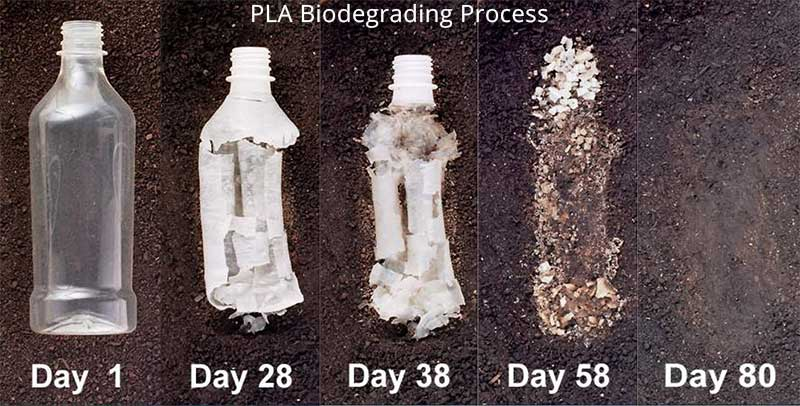 PLA Biodegrading Process
Day 1
Day 28
Day 38
Day 58
Day 80